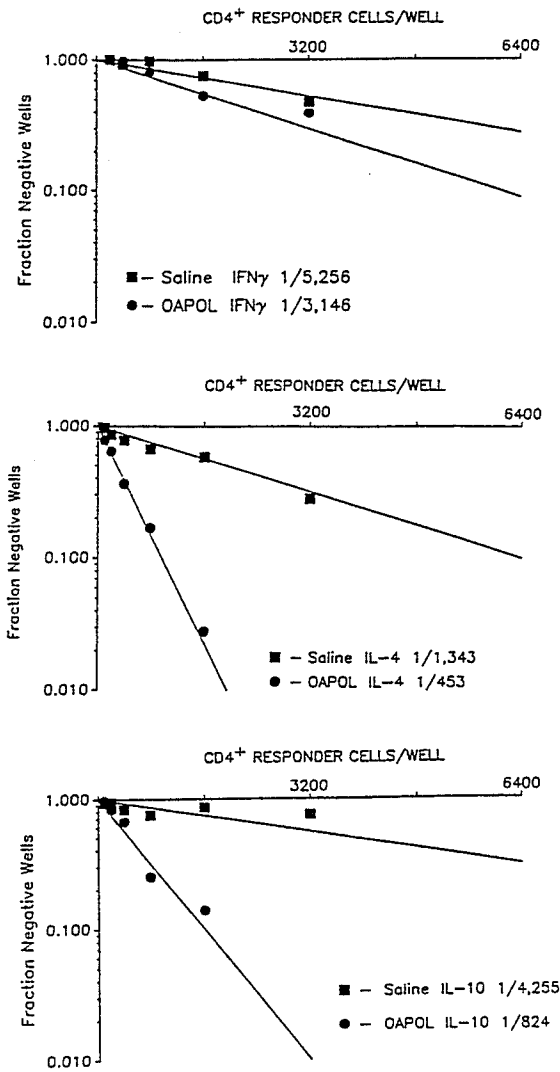 CD4+ RESPONDER CELLS/WELL
3200 6400
1.000
0.100
0.010
Fraction Negative Wells
■ – Saline IFNγ 1/5,256
● – OAPOL IFNγ 1/3,146
CD4+ RESPONDER CELLS/WELL
3200 6400
1.000
0.100
0.010
Fraction Negative Wells
■ – Saline IL-4 1/1,343
● – OAPOL IL-4 1/453
CD4+ RESPONDER CELLS/WELL
3200 6400
1.000
0.100
0.010
Fraction Negative Wells
■ – Saline IL-10 1/4,255
● – OAPOL IL-10 1/824